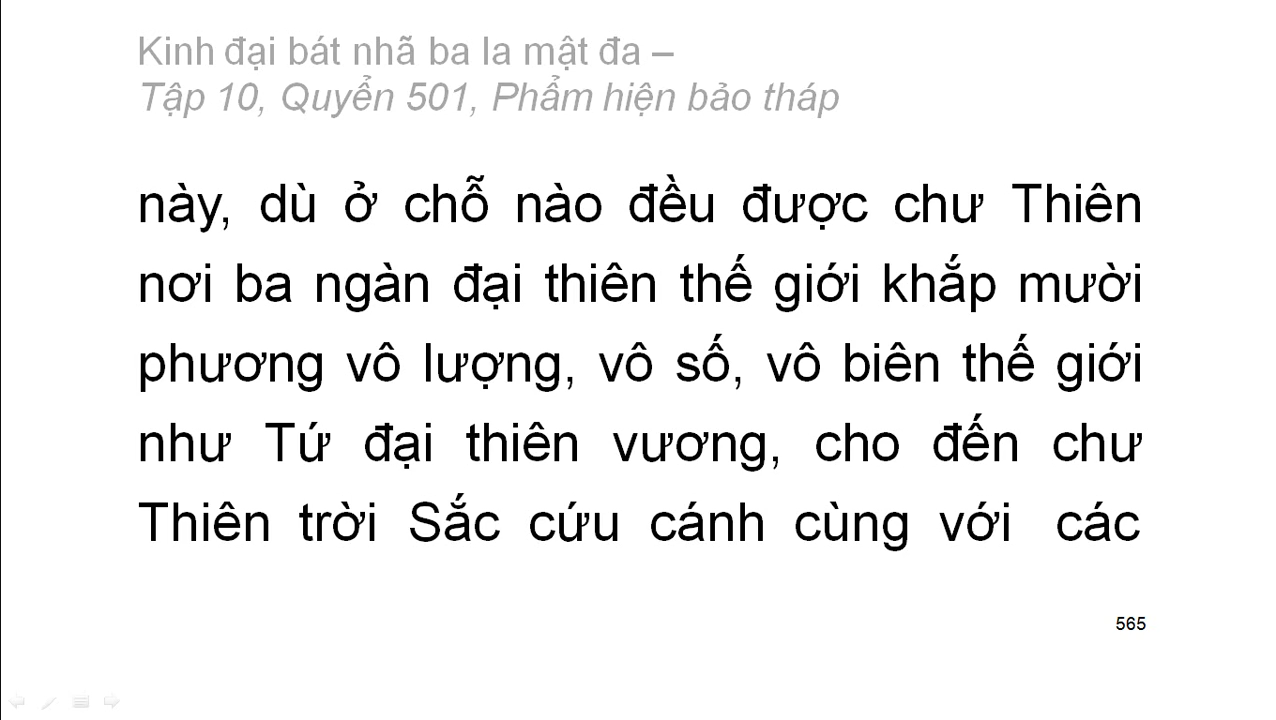 Kinh đại bát nhã ba la mật đa –
Tập 10, Quyển 501, Phẩm hiện bảo tháp
này, dù ở chỗ nào đều được chư Thiên
nơi ba ngàn đại thiên thế giới khắp mười
phương vô lượng, vô số, vô biên thế giới
như Tứ đại thiên vương, cho đến chư
Thiên trời Sắc cứu cánh cùng với các
565